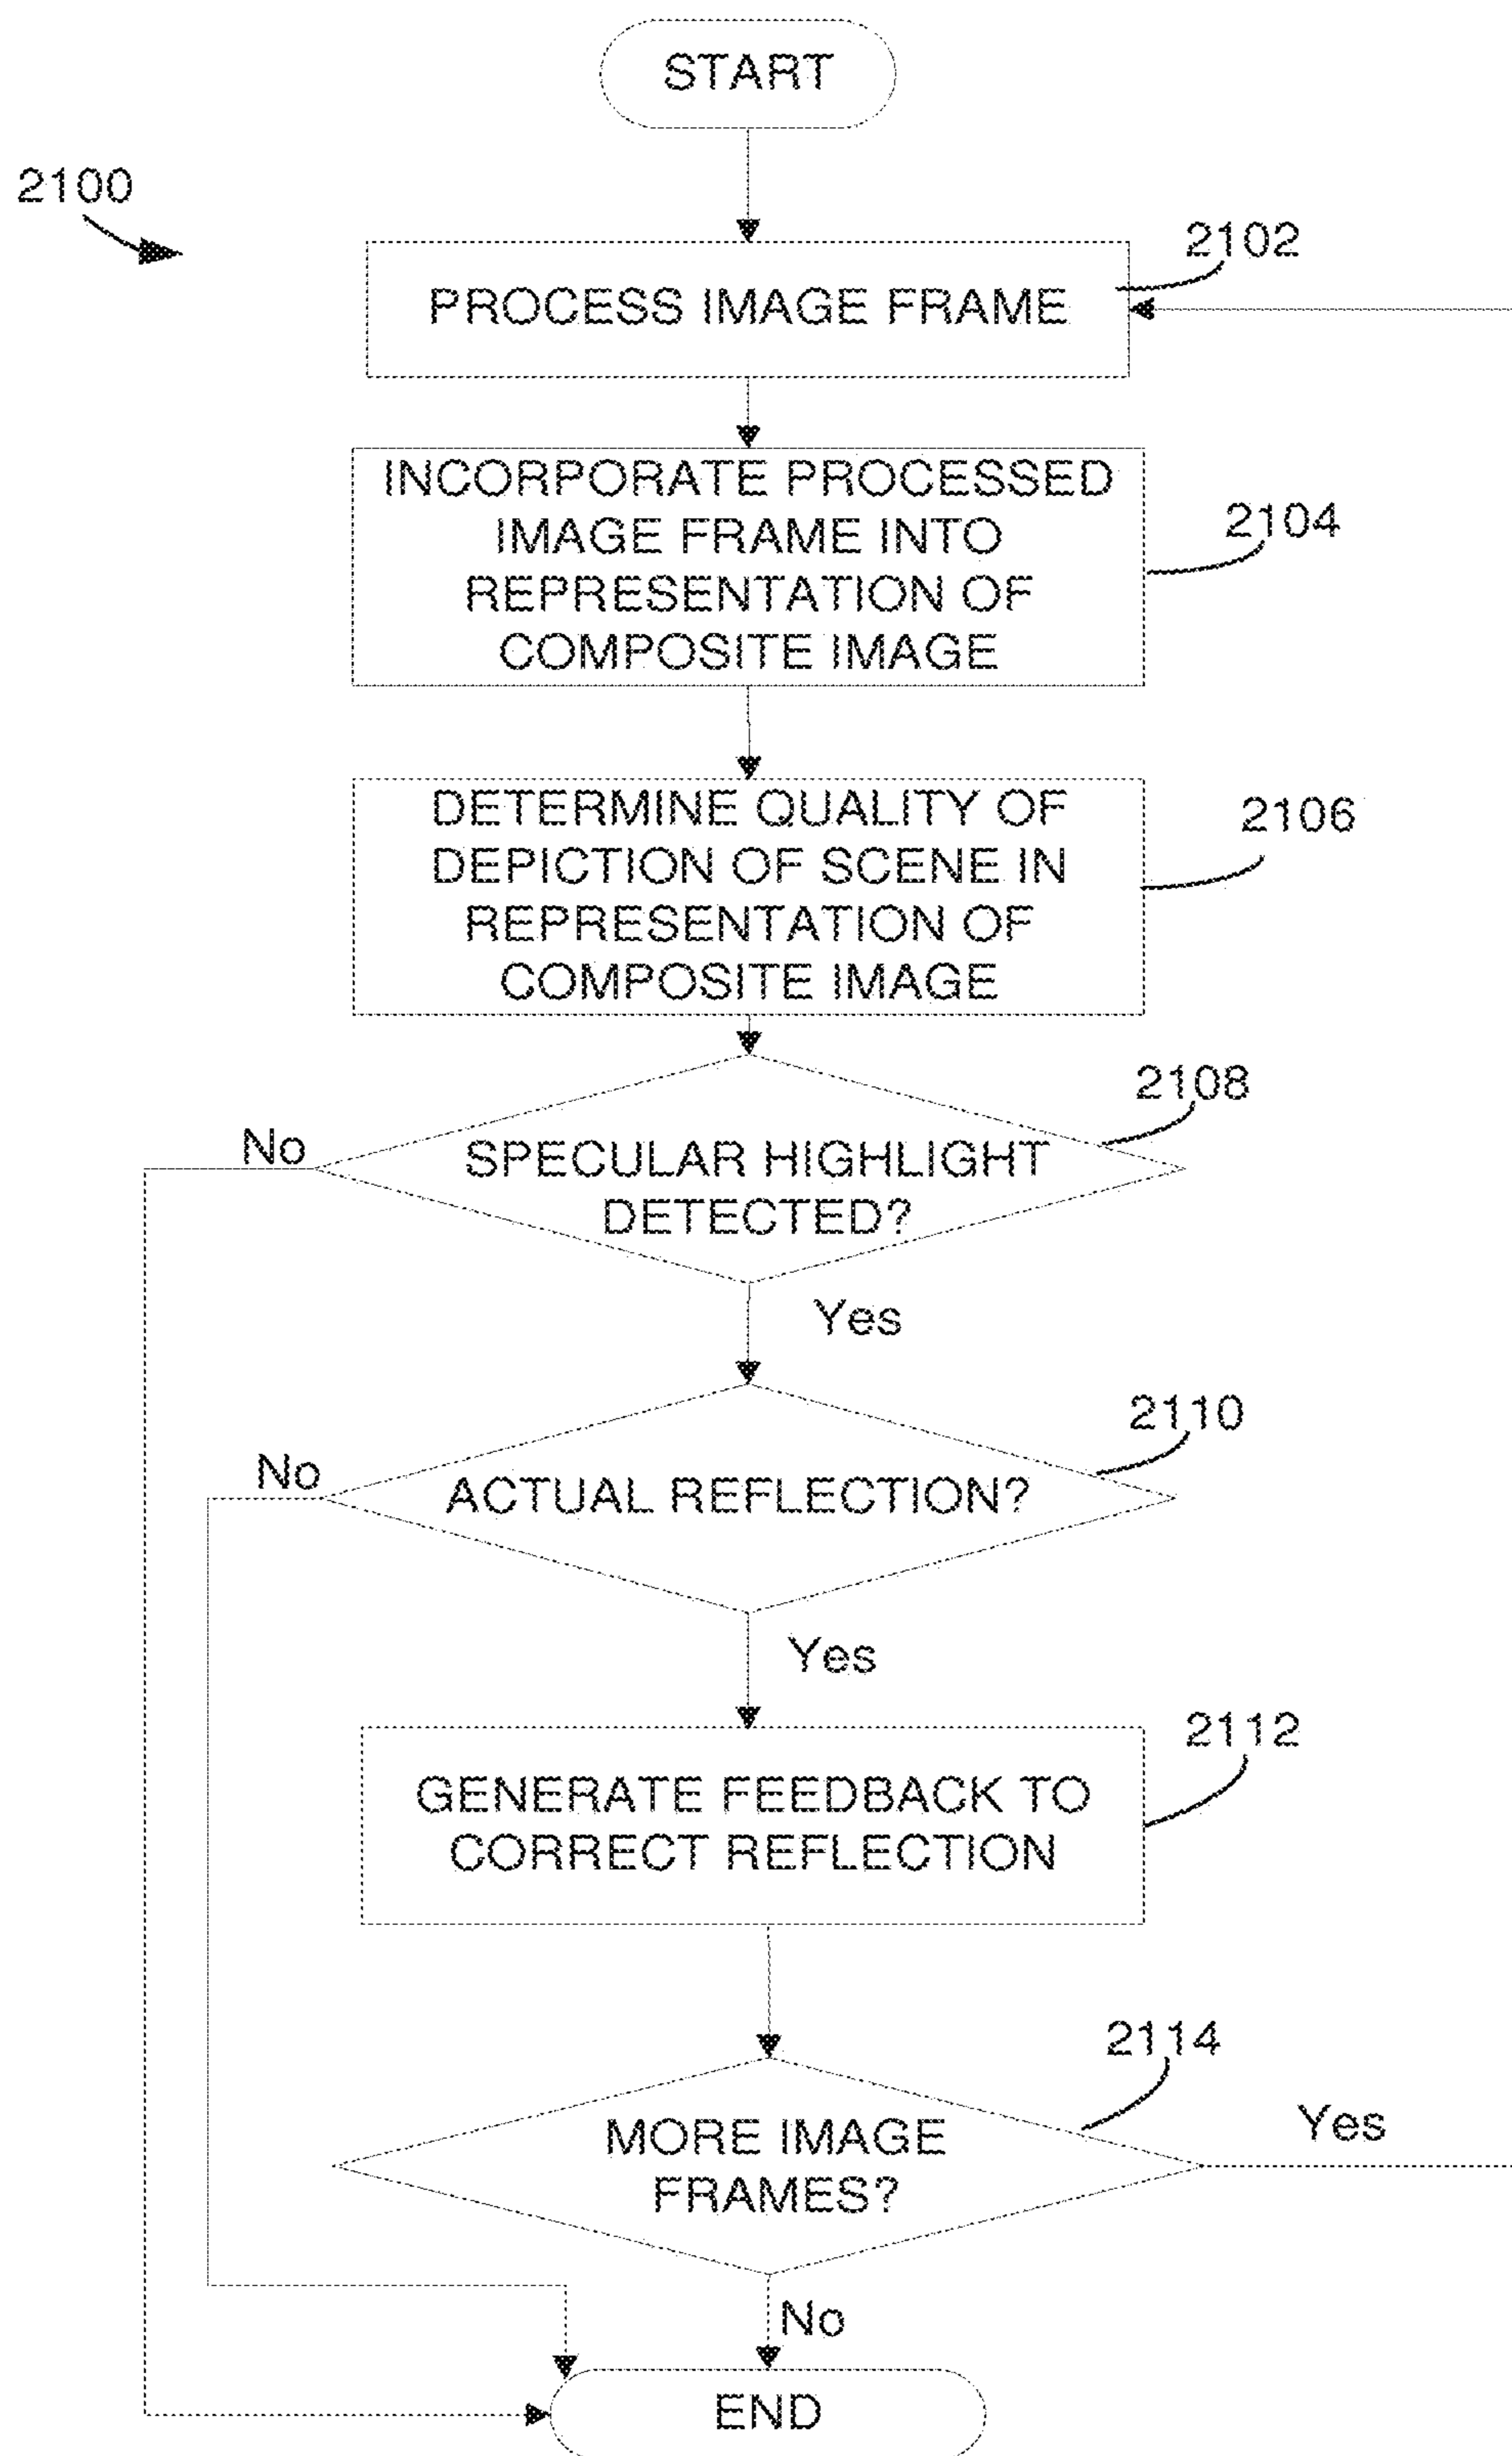 START
2100
2102
PROCESS IMAGE FRAME
INCORPORATE PROCESSED
IMAGE FRAME INTO
REPRESENTATION OF
COMPOSITE IMAGE
2104
DETERMINE QUALITY OF
DEPICTION OF SCENE IN
REPRESENTATION OF
COMPOSITE IMAGE
2106
2108
No
SPECULAR HIGHLIGHT
DETECTED?
Yes
2110
No
ACTUAL REFLECTION?
Yes
2112
GENERATE FEEDBACK TO
CORRECT REFLECTION
2114
MORE IMAGE
FRAMES?
Yes
No
END